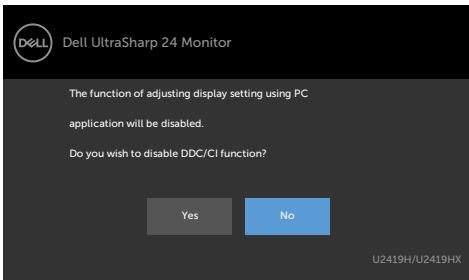 DELL
Dell UltraSharp 24 Monitor
The function of adjusting display setting using PC
application will be disabled.
Do you wish to disable DDC/CI function?
Yes
No
U2419H/U2419HX